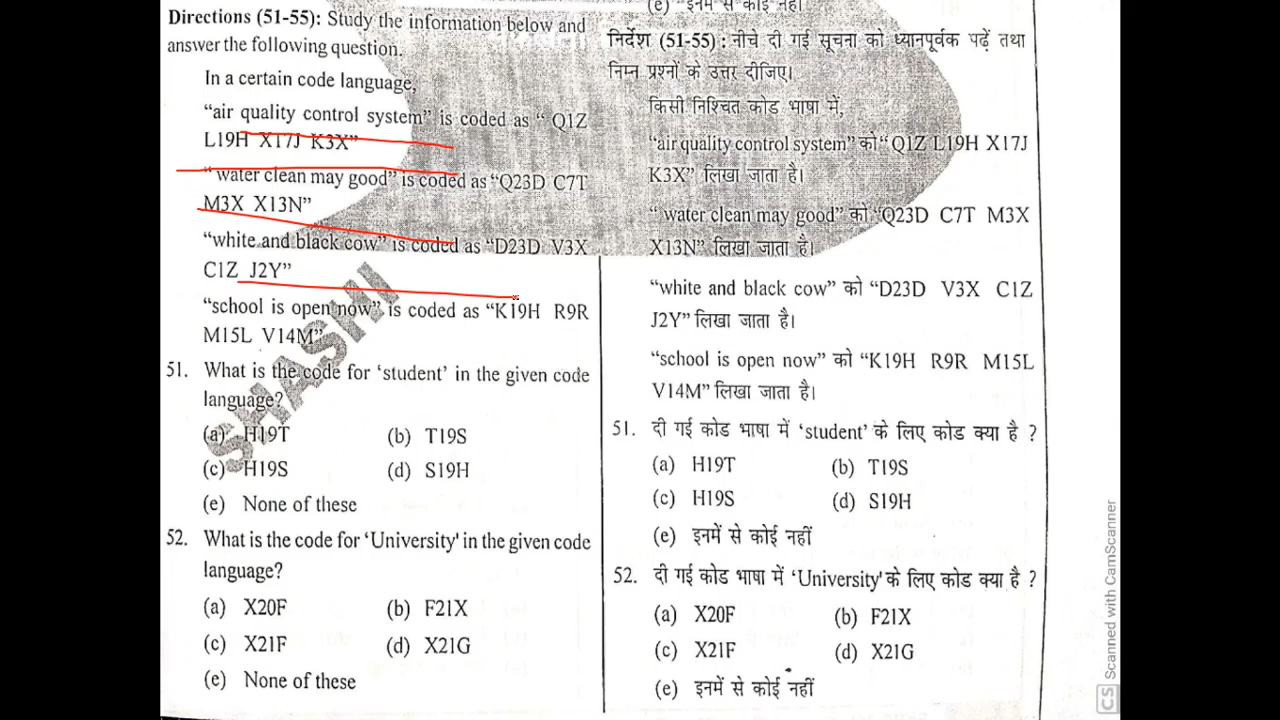 Directions (51-55): Study the information below and
answer the following question.
In a certain code language,
“air quality control system” is coded as “ Q1Z
L19H X17J K3X”
“ water clean may good” is coded as “Q23D C7T
M3X X13N”
“white and black cow” is coded as “D23D V3X
C1Z J2Y”
“school is open now” is coded as “K19H R9R
M15L V14M”
51. What is the code for ‘student’ in the given code
language?
(a) H19T (b) T19S
(c) H19S (d) S19H
(e) None of these
52. What is the code for ‘University' in the given code
language?
(a) X20F (b) F21X
(c) X21F (d) X21G
(e) None of these
SHASHI
(e) इनमें से कोई नहीं
निर्देश (51-55) : नीचे दी गई सूचना को ध्यानपूर्वक पढ़ें तथा
निम्न प्रश्नों के उत्तर दीजिए।
किसी निश्चित कोड भाषा में,
“air quality control system” को “ Q1Z L19H X17J
K3X” लिखा जाता है।
“ water clean may good” को “Q23D C7T M3X
X13N” लिखा जाता है।
“white and black cow” को “D23D V3X C1Z
J2Y” लिखा जाता है।
“school is open now” को “K19H R9R M15L
V14M” लिखा जाता है।
51. दी गई कोड भाषा में ‘student’ के लिए कोड क्या है ?
(a) H19T (b) T19S
(c) H19S (d) S19H
(e) इनमें से कोई नहीं
52. दी गई कोड भाषा में ‘University' के लिए कोड क्या है ?
(a) X20F (b) F21X
(c) X21F (d) X21G
(e) इनमें से कोई नहीं
CS Scanned with CamScanner